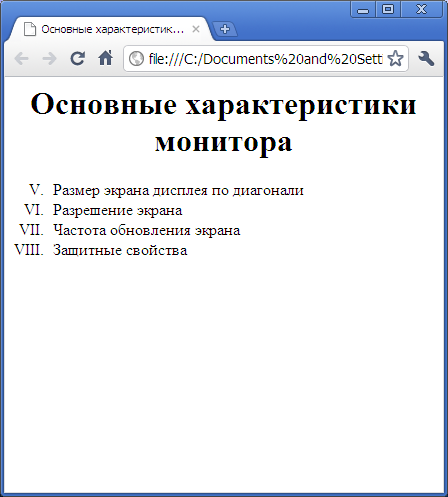 Основные характеристик...
file:///C:/Documents%20and%20Sett
Основные характеристики
монитора
V. Размер экрана дисплея по диагонали
VI. Разрешение экрана
VII. Частота обновления экрана
VIII. Защитные свойства